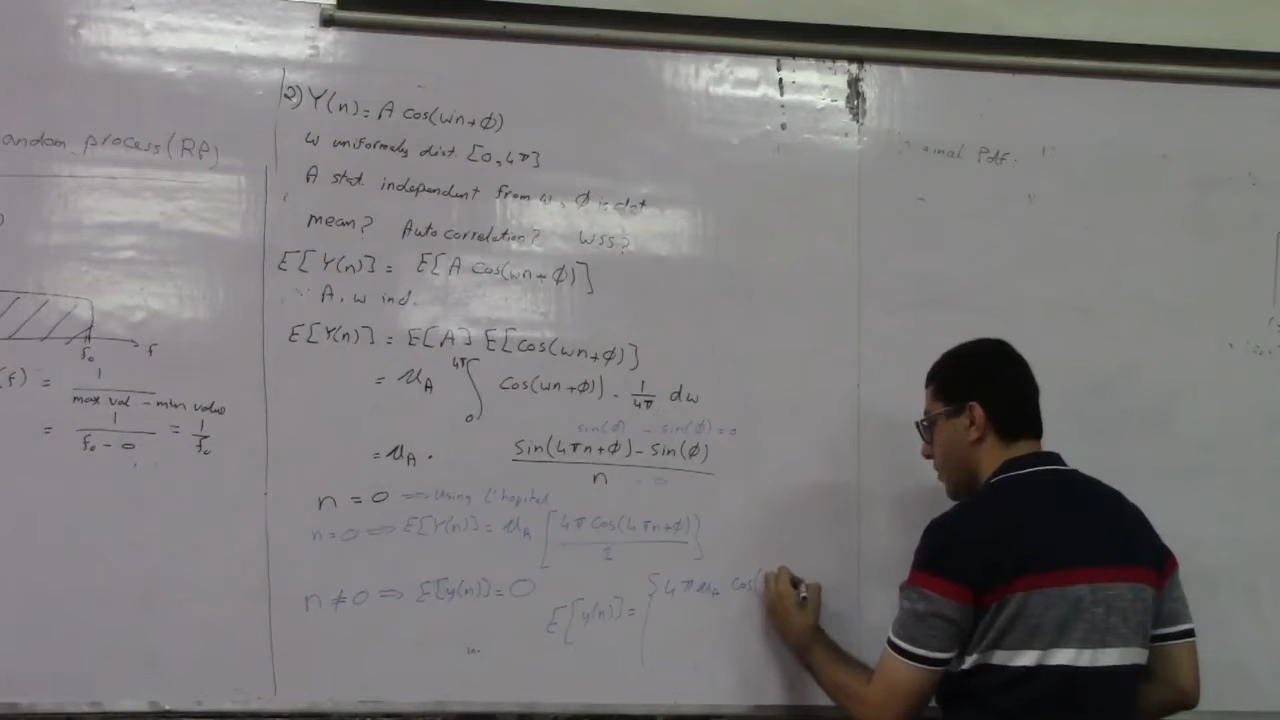 andom process (RP)
f₀
f
(f) = 1 / (max val. - min value)
= 1 / (f₀ - 0) = 1 / f₀
2) Y(n) = A cos(wn + ϕ)
w uniformely dist. [0, 4π]
A stat independent from w, ϕ is det
mean? Auto correlation? WSS?
E[Y(n)] = E[A cos(wn + ϕ)]
∵ A, w ind.
E[Y(n)] = E[A] E[cos(wn + ϕ)]
= μ_A ∫₀^{4π} cos(wn + ϕ) . 1/4π dw
sin(ϕ) - sin(ϕ) = 0
= μ_A . (sin(4πn + ϕ) - sin(ϕ)) / n
n = 0 ⇒ Using L'hopital
n = 0 ⇒ E[Y(n)] = μ_A [4π cos(4πn + ϕ) / 1]
n ≠ 0 ⇒ E[y(n)] = 0
E[y(n)] = { 4π μ_A cos(
Pdf: